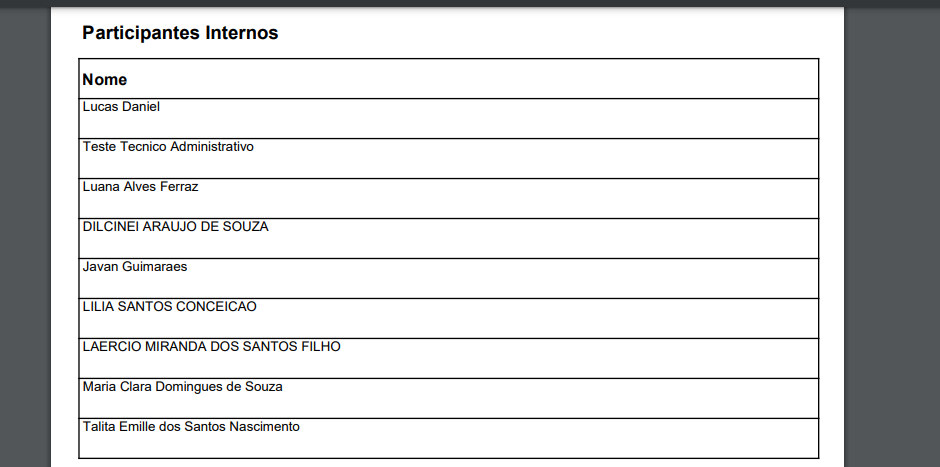 Participantes Internos
Nome
Lucas Daniel
Teste Tecnico Administrativo
Luana Alves Ferraz
DILCINEI ARAUJO DE SOUZA
Javan Guimaraes
LILIA SANTOS CONCEICAO
LAERCIO MIRANDA DOS SANTOS FILHO
Maria Clara Domingues de Souza
Talita Emille dos Santos Nascimento